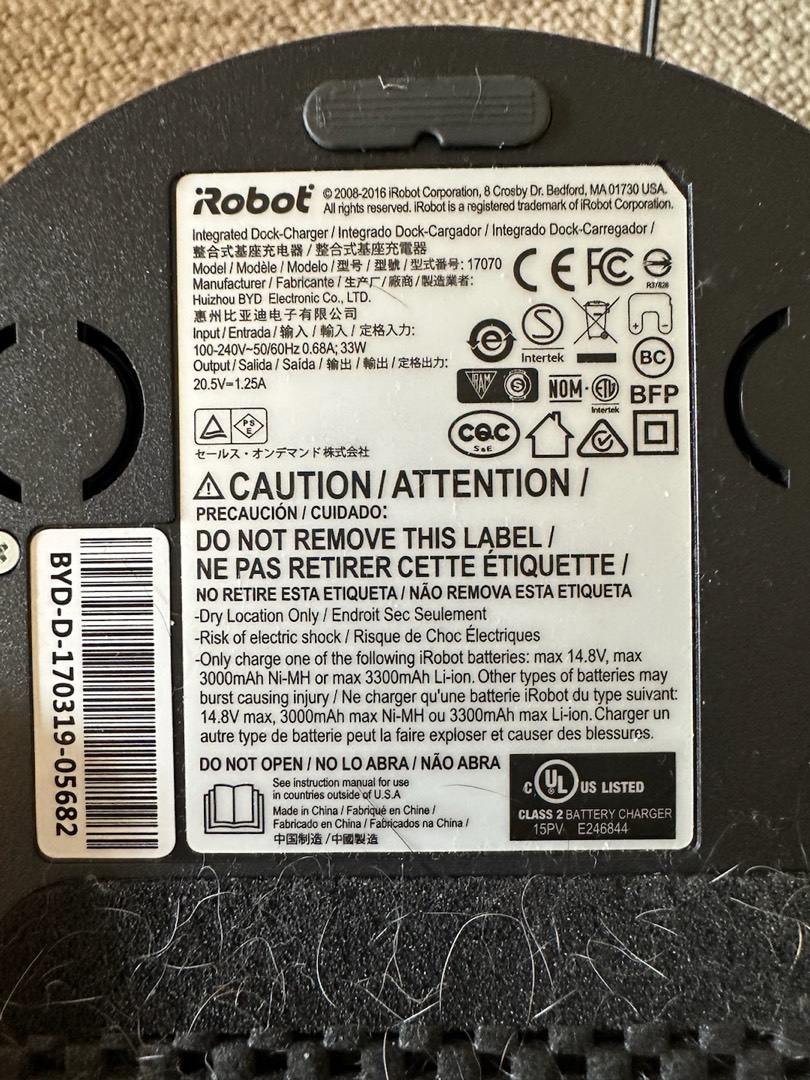 iRobot
© 2008-2016 iRobot Corporation, 8 Crosby Dr. Bedford, MA 01730 USA.
All rights reserved. iRobot is a registered trademark of iRobot Corporation.
Integrated Dock-Charger / Integrado Dock-Cargador / Integrado Dock-Carregador /
整合式基座充电器 / 整合式基座充電器
Model / Modèle / Modelo / 型号 / 型號 / 型式番号: 17070
Manufacturer / Fabricante / 生产厂 / 廠商 / 製造業者:
Huizhou BYD Electronic Co., LTD.
惠州比亚迪电子有限公司
Input / Entrada / 输入 / 輸入 / 定格入力:
100-240V~50/60Hz 0.68A; 33W
Output / Salida / Saída / 输出 / 輸出 / 定格出力:
20.5V⎓1.25A
CE FC
R3/626
e
S
Intertek
BC
IRAM S
NOM
ETL
Intertek
BFP
CQC
S&E
PS
E
セールス・オンデマンド株式会社
CAUTION / ATTENTION /
PRECAUCIÓN / CUIDADO:
DO NOT REMOVE THIS LABEL /
NE PAS RETIRER CETTE ÉTIQUETTE /
NO RETIRE ESTA ETIQUETA / NÃO REMOVA ESTA ETIQUETA
-Dry Location Only / Endroit Sec Seulement
-Risk of electric shock / Risque de Choc Électriques
-Only charge one of the following iRobot batteries: max 14.8V, max
3000mAh Ni-MH or max 3300mAh Li-ion. Other types of batteries may
burst causing injury / Ne charger qu'une batterie iRobot du type suivant:
14.8V max, 3000mAh max Ni-MH ou 3300mAh max Li-ion. Charger un
autre type de batterie peut la faire exploser et causer des blessures.
DO NOT OPEN / NO LO ABRA / NÃO ABRA
See instruction manual for use
in countries outside of U.S.A
Made in China / Fabriqué en Chine /
Fabricado en China / Fabricados na China /
中国制造 / 中國製造
C UL US LISTED
CLASS 2 BATTERY CHARGER
15PV E246844
BYD-D-170319-05682